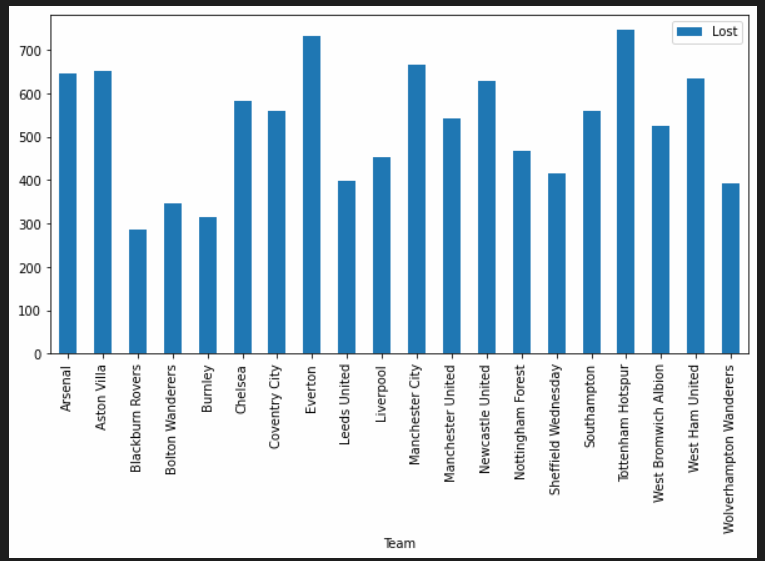 Lost
700
600
500
400
300
200
100
0
Arsenal
Aston Villa
Blackburn Rovers
Bolton Wanderers
Burnley
Chelsea
Coventry City
Everton
Leeds United
Liverpool
Manchester City
Manchester United
Newcastle United
Nottingham Forest
Sheffield Wednesday
Southampton
Tottenham Hotspur
West Bromwich Albion
West Ham United
Wolverhampton Wanderers
Team